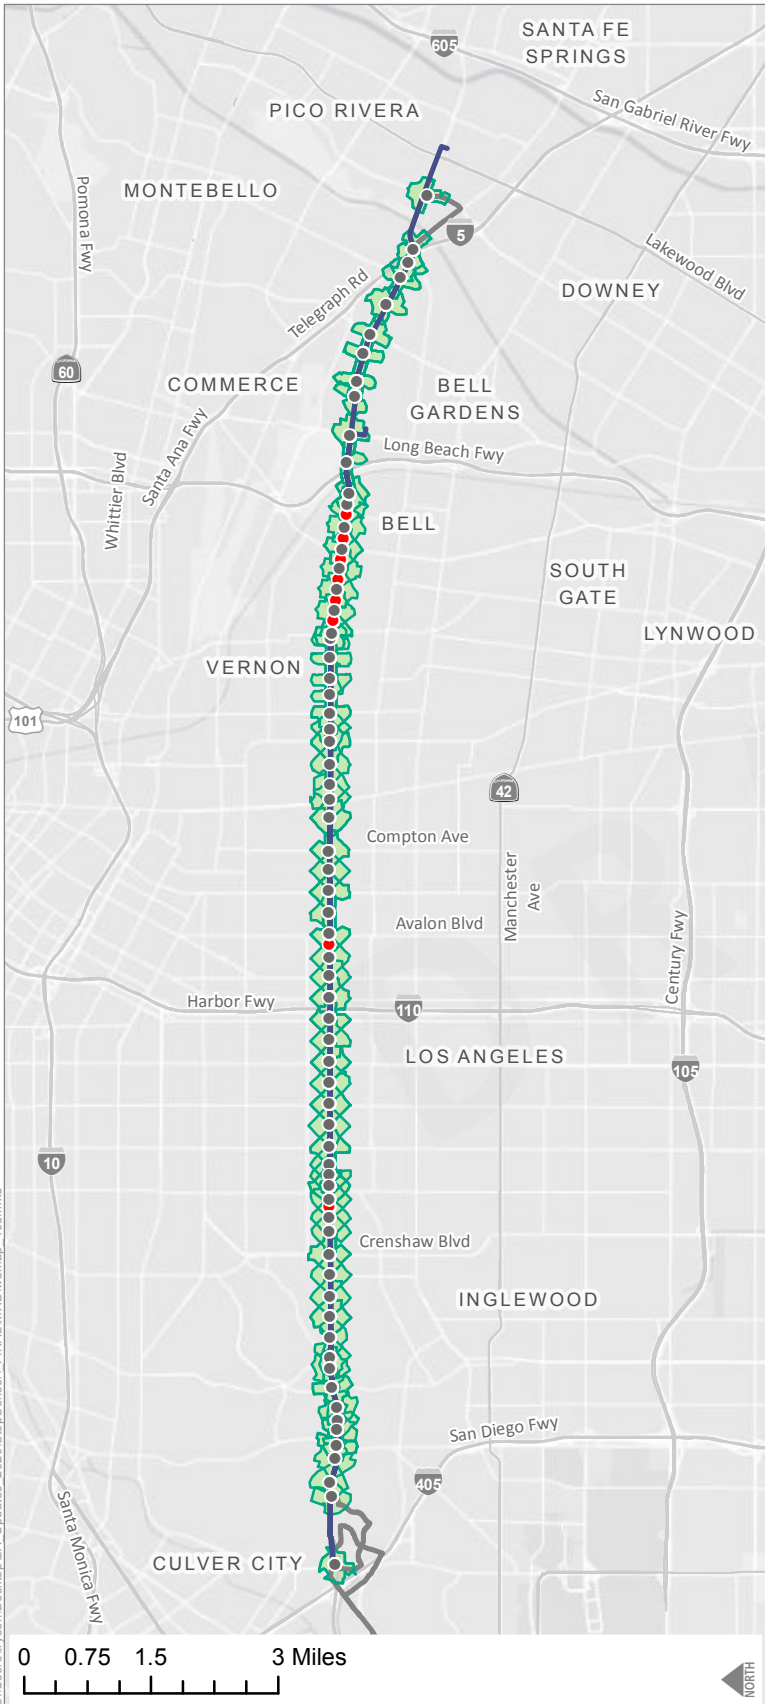 SANTA FE
SPRINGS
605
PICO RIVERA
San Gabriel River Fwy
MONTEBELLO
Pomona Fwy
5
Lakewood Blvd
DOWNEY
Telegraph Rd
60
COMMERCE
BELL
GARDENS
Santa Ana Fwy
Long Beach Fwy
Whittier Blvd
BELL
SOUTH
GATE
LYNWOOD
VERNON
101
42
Compton Ave
Manchester
Ave
Avalon Blvd
Century Fwy
Harbor Fwy
110
LOS ANGELES
105
10
Crenshaw Blvd
INGLEWOOD
San Diego Fwy
405
Santa Monica Fwy
CULVER CITY
0 0.75 1.5 3 Miles
NORTH